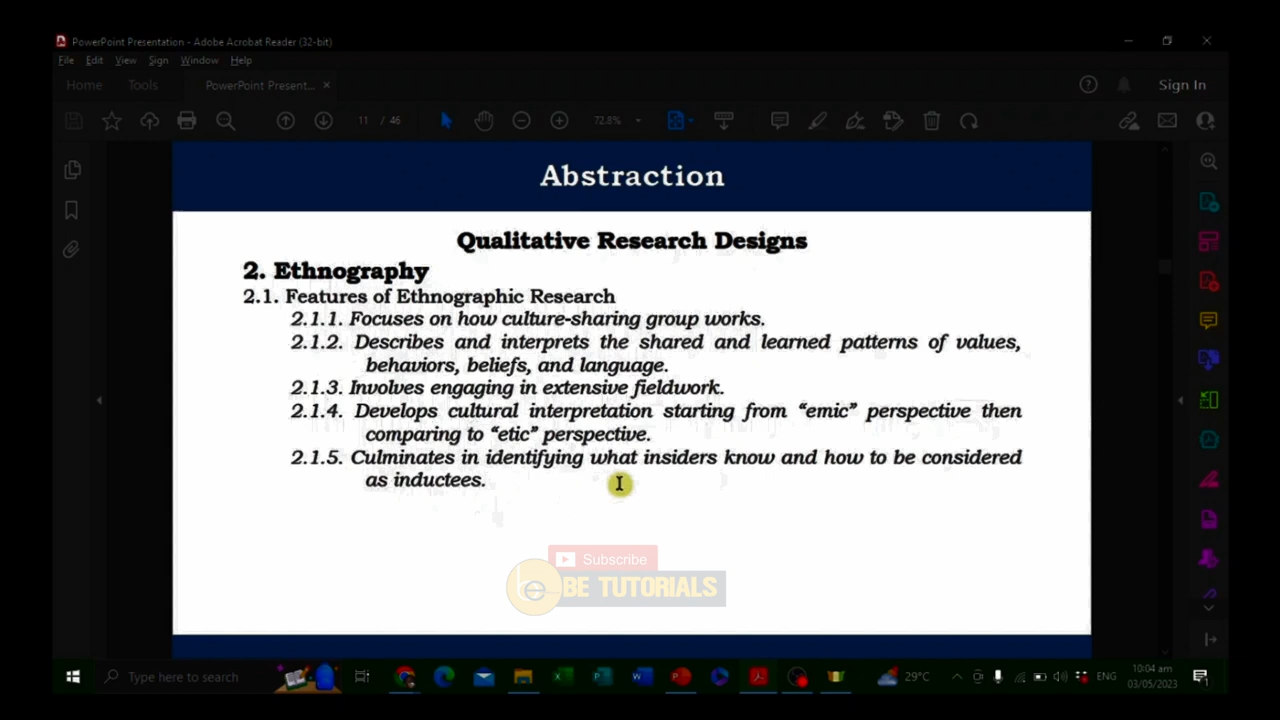 PowerPoint Presentation - Adobe Acrobat Reader (32-bit)
File Edit View Sign Window Help
Home Tools PowerPoint Present... × Sign In
11 / 46 72.8%
Abstraction
Qualitative Research Designs
2. Ethnography
2.1. Features of Ethnographic Research
2.1.1. Focuses on how culture-sharing group works.
2.1.2. Describes and interprets the shared and learned patterns of values,
behaviors, beliefs, and language.
2.1.3. Involves engaging in extensive fieldwork.
2.1.4. Develops cultural interpretation starting from “emic” perspective then
comparing to “etic” perspective.
2.1.5. Culminates in identifying what insiders know and how to be considered
as inductees.
Subscribe
BE TUTORIALS
Type here to search
29°C ENG
10:04 am
03/05/2023